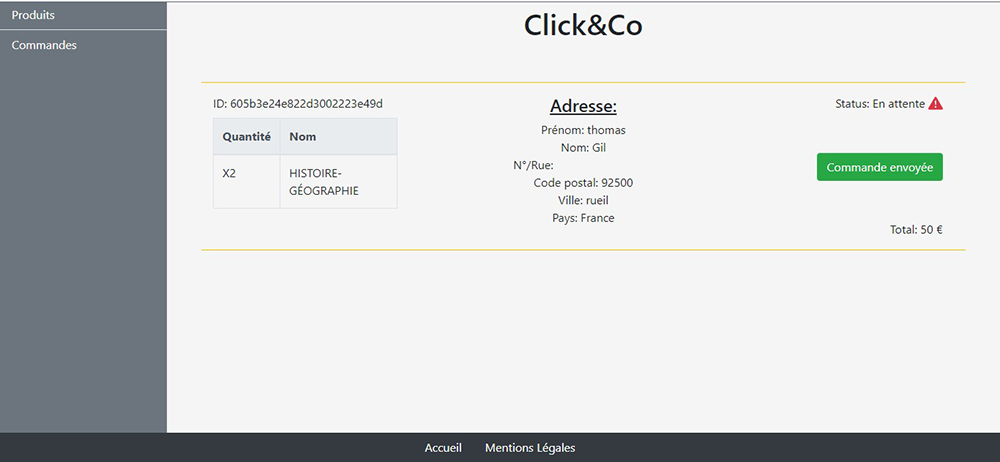 Produits
Commandes
Click&Co
ID: 605b3e24e822d3002223e49d
Quantité Nom
X2 HISTOIRE-
GÉOGRAPHIE
Adresse:
Prénom: thomas
Nom: Gil
N°/Rue:
Code postal: 92500
Ville: rueil
Pays: France
Status: En attente
Commande envoyée
Total: 50 €
Accueil Mentions Légales